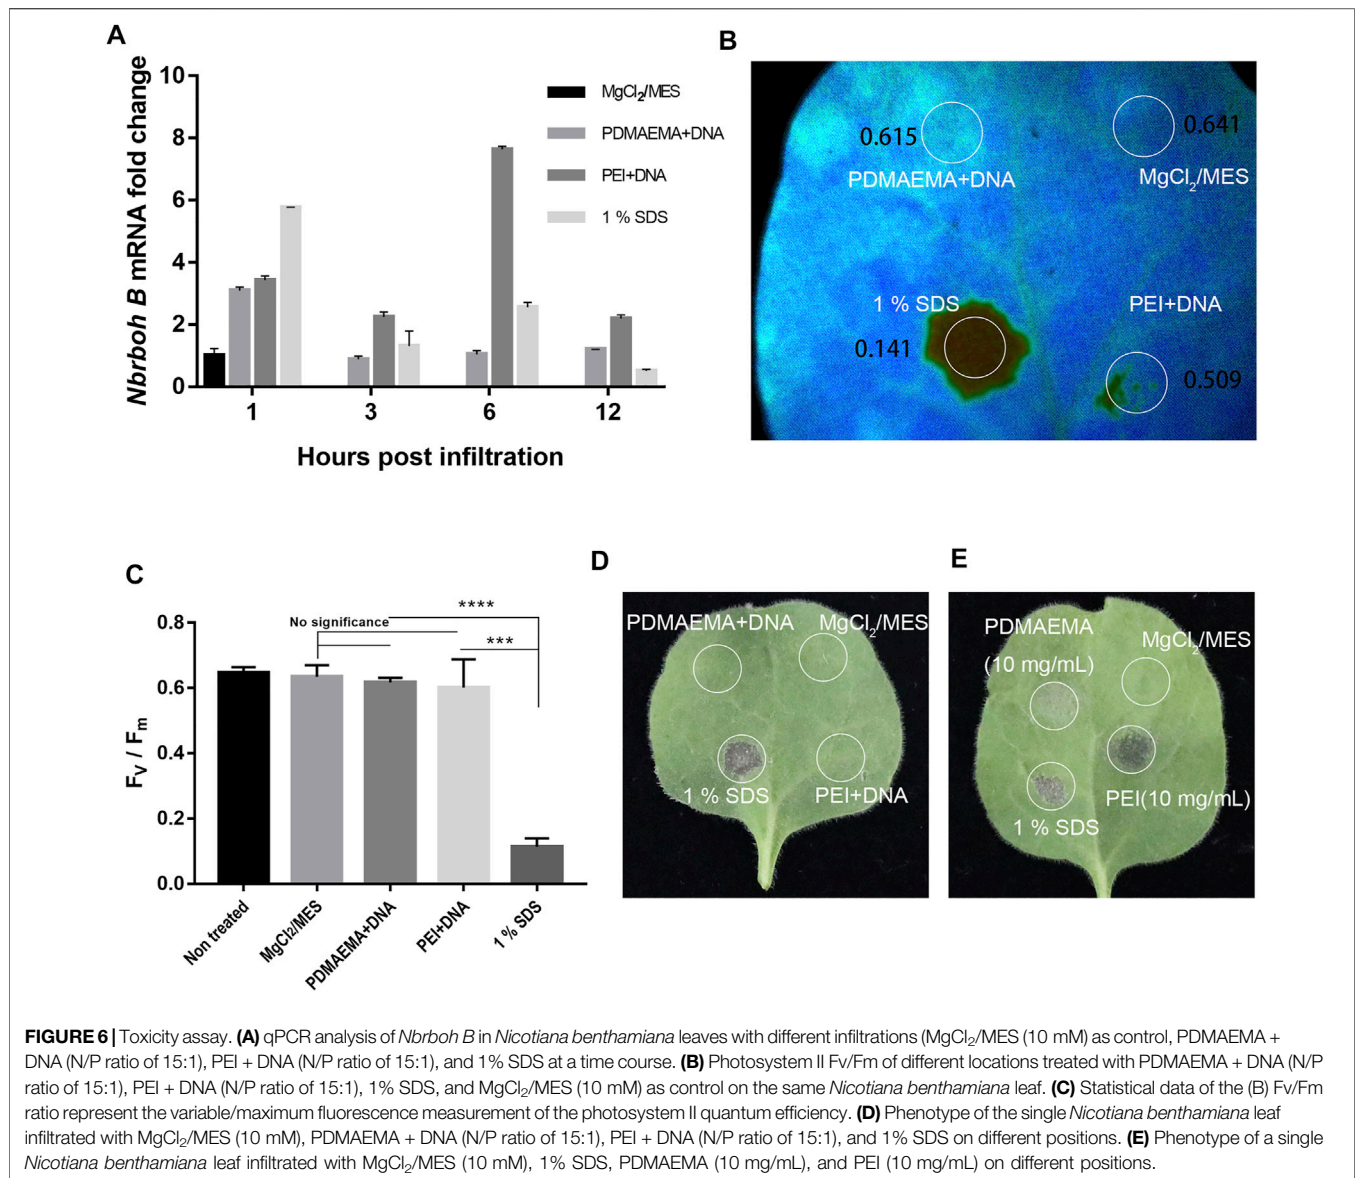 A
Nbrboh B mRNA fold change
10
8
6
4
2
0
MgCl₂/MES
PDMAEMA+DNA
PEI+DNA
1 % SDS
1 3 6 12
Hours post infiltration
B
0.615
PDMAEMA+DNA
0.641
MgCl₂/MES
1 % SDS
0.141
PEI+DNA
0.509
C
Fᵥ / Fₘ
0.8
0.6
0.4
0.2
0.0
No significance
****
***
Non treated
MgCl₂/MES
PDMAEMA+DNA
PEI+DNA
1 % SDS
D
PDMAEMA+DNA
MgCl₂/MES
1 % SDS
PEI+DNA
E
PDMAEMA
(10 mg/mL)
MgCl₂/MES
PEI(10 mg/mL)
1 % SDS
FIGURE 6 | Toxicity assay. (A) qPCR analysis of Nbrboh B in Nicotiana benthamiana leaves with different infiltrations (MgCl₂/MES (10 mM) as control, PDMAEMA +
DNA (N/P ratio of 15:1), PEI + DNA (N/P ratio of 15:1), and 1% SDS at a time course. (B) Photosystem II Fv/Fm of different locations treated with PDMAEMA + DNA (N/P
ratio of 15:1), PEI + DNA (N/P ratio of 15:1), 1% SDS, and MgCl₂/MES (10 mM) as control on the same Nicotiana benthamiana leaf. (C) Statistical data of the (B) Fv/Fm
ratio represent the variable/maximum fluorescence measurement of the photosystem II quantum efficiency. (D) Phenotype of the single Nicotiana benthamiana leaf
infiltrated with MgCl₂/MES (10 mM), PDMAEMA + DNA (N/P ratio of 15:1), PEI + DNA (N/P ratio of 15:1), and 1% SDS on different positions. (E) Phenotype of a single
Nicotiana benthamiana leaf infiltrated with MgCl₂/MES (10 mM), 1% SDS, PDMAEMA (10 mg/mL), and PEI (10 mg/mL) on different positions.